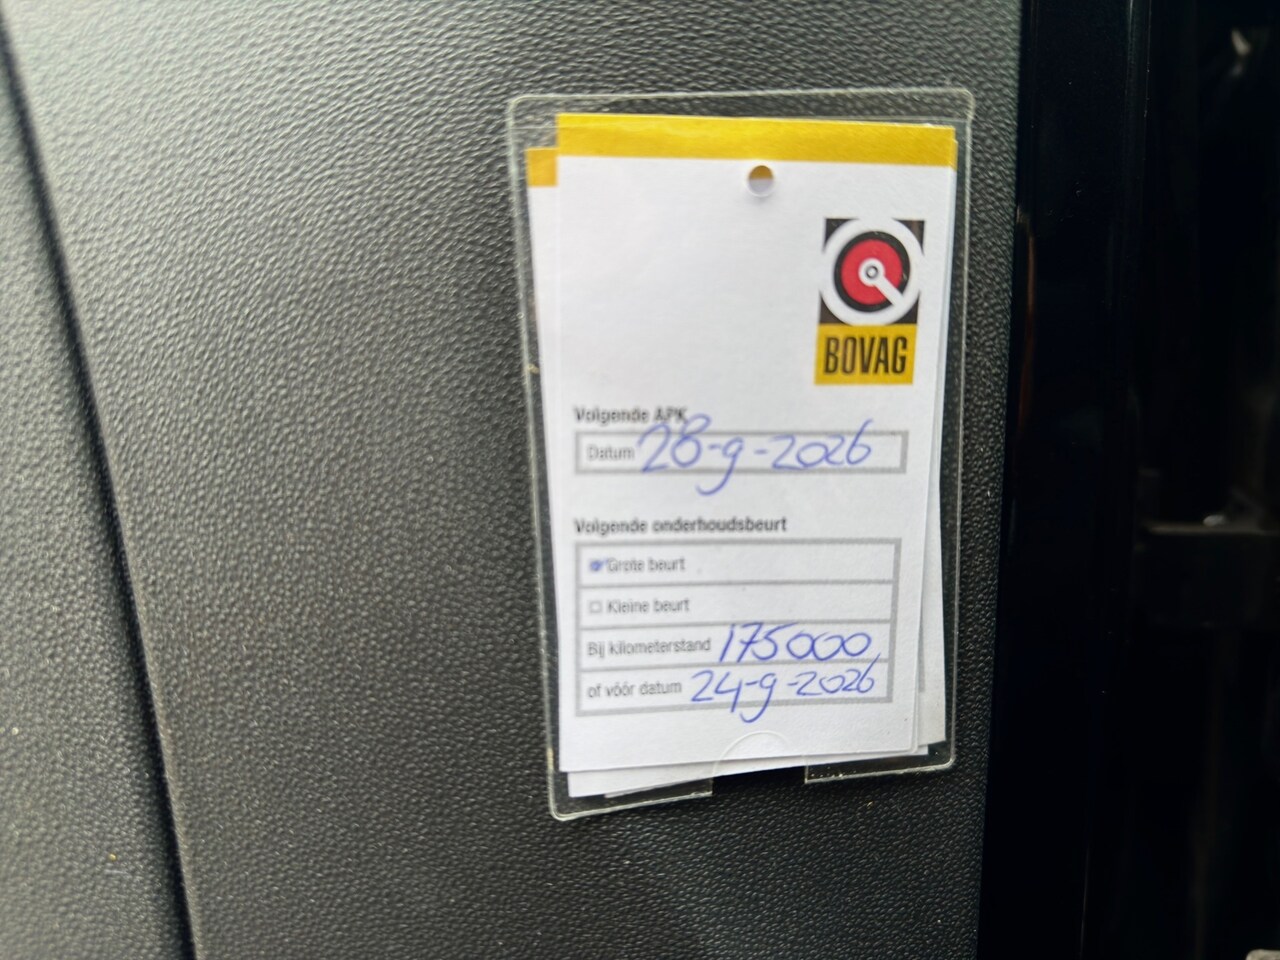 BOVAG
Volgende APK
Datum 28-9-2026
Volgende onderhoudsbeurt
Grote beurt
Kleine beurt
Bij kilometerstand 175000
of vóór datum 24-9-2026